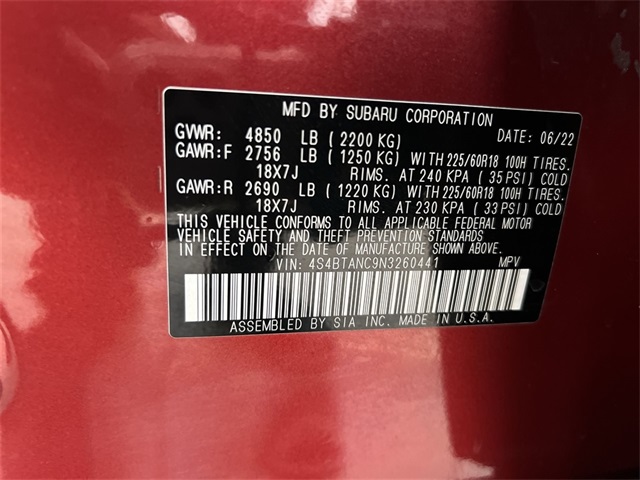 MFD BY SUBARU CORPORATION
GVWR: 4850 LB ( 2200 KG) DATE: 06/22
GAWR:F 2756 LB ( 1250 KG) WITH 225/60R18 100H TIRES.
18X7J RIMS. AT 240 KPA ( 35 PSI) COLD
GAWR:R 2690 LB ( 1220 KG) WITH 225/60R18 100H TIRES.
18X7J RIMS. AT 230 KPA ( 33 PSI) COLD
THIS VEHICLE CONFORMS TO ALL APPLICABLE FEDERAL MOTOR
VEHICLE SAFETY AND THEFT PREVENTION STANDARDS
IN EFFECT ON THE DATE OF MANUFACTURE SHOWN ABOVE.
VIN: 4S4BTANC9N3260441 MPV
ASSEMBLED BY SIA INC. MADE IN U.S.A.